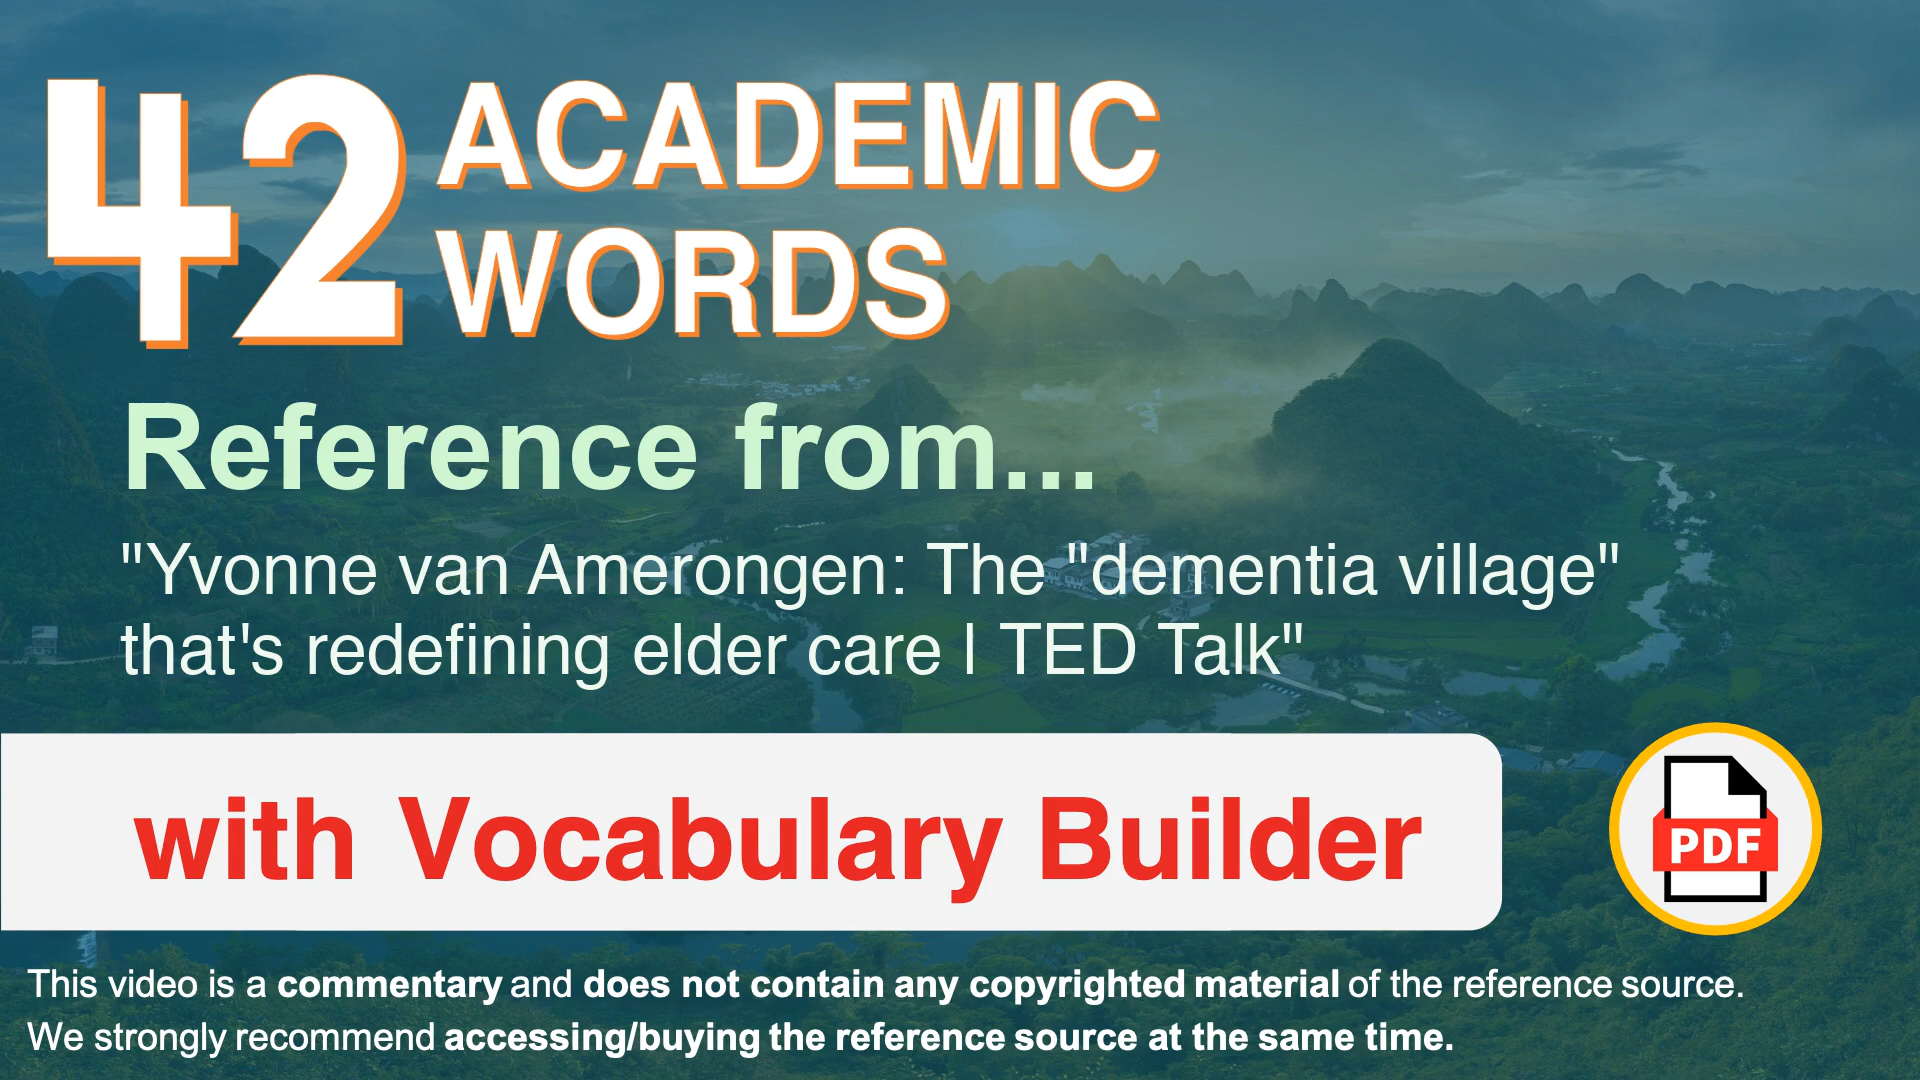 42 ACADEMIC
WORDS
Reference from...
"Yvonne van Amerongen: The "dementia village"
that's redefining elder care | TED Talk"
with Vocabulary Builder
PDF
This video is a commentary and does not contain any copyrighted material of the reference source.
We strongly recommend accessing/buying the reference source at the same time.